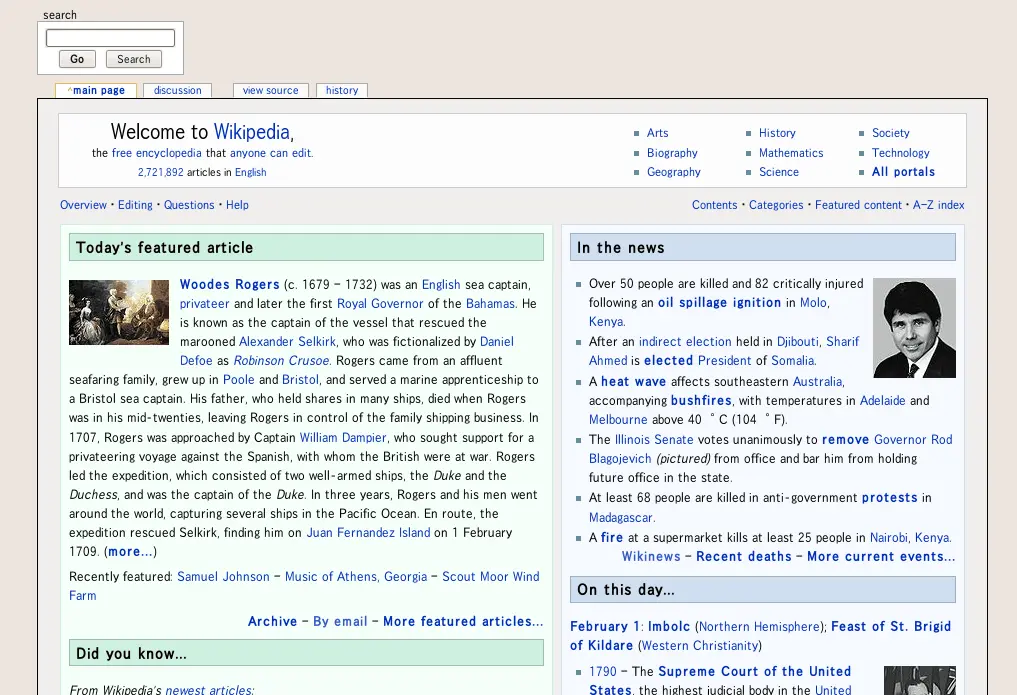 search
Go Search
^main page discussion view source history
Welcome to Wikipedia,
the free encyclopedia that anyone can edit.
2,721,892 articles in English
Arts
Biography
Geography
History
Mathematics
Science
Society
Technology
All portals
Overview · Editing · Questions · Help
Contents · Categories · Featured content · A–Z index
Today's featured article
Woodes Rogers (c. 1679 – 1732) was an English sea captain,
privateer and later the first Royal Governor of the Bahamas. He
is known as the captain of the vessel that rescued the
marooned Alexander Selkirk, who was fictionalized by Daniel
Defoe as Robinson Crusoe. Rogers came from an affluent
seafaring family, grew up in Poole and Bristol, and served a marine apprenticeship to
a Bristol sea captain. His father, who held shares in many ships, died when Rogers
was in his mid-twenties, leaving Rogers in control of the family shipping business. In
1707, Rogers was approached by Captain William Dampier, who sought support for a
privateering voyage against the Spanish, with whom the British were at war. Rogers
led the expedition, which consisted of two well-armed ships, the Duke and the
Duchess, and was the captain of the Duke. In three years, Rogers and his men went
around the world, capturing several ships in the Pacific Ocean. En route, the
expedition rescued Selkirk, finding him on Juan Fernandez Island on 1 February
1709. (more...)
Recently featured: Samuel Johnson – Music of Athens, Georgia – Scout Moor Wind
Farm
Archive – By email – More featured articles...
Did you know...
From Wikipedia's newest articles:
In the news
Over 50 people are killed and 82 critically injured
following an oil spillage ignition in Molo,
Kenya.
After an indirect election held in Djibouti, Sharif
Ahmed is elected President of Somalia.
A heat wave affects southeastern Australia,
accompanying bushfires, with temperatures in Adelaide and
Melbourne above 40 °C (104 °F).
The Illinois Senate votes unanimously to remove Governor Rod
Blagojevich (pictured) from office and bar him from holding
future office in the state.
At least 68 people are killed in anti-government protests in
Madagascar.
A fire at a supermarket kills at least 25 people in Nairobi, Kenya.
Wikinews – Recent deaths – More current events...
On this day...
February 1: Imbolc (Northern Hemisphere); Feast of St. Brigid
of Kildare (Western Christianity)
1790 – The Supreme Court of the United
States, the highest judicial body in the United